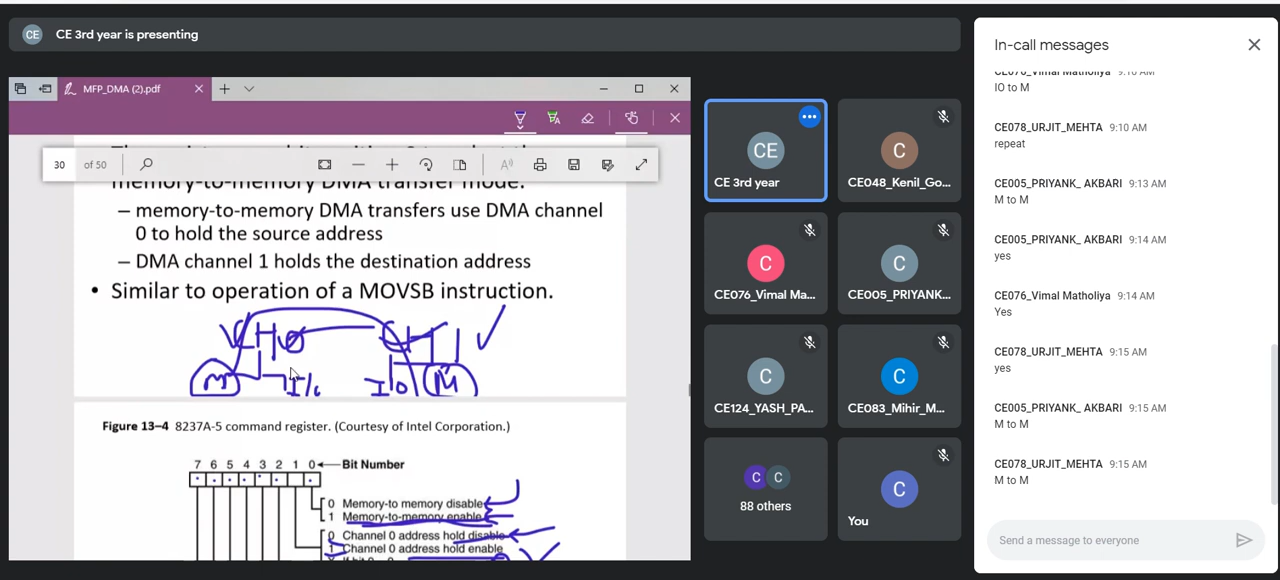 CE
CE 3rd year is presenting
MFP_DMA (2).pdf
30 of 50
memory-to-memory DMA transfer mode.
– memory-to-memory DMA transfers use DMA channel
0 to hold the source address
– DMA channel 1 holds the destination address
• Similar to operation of a MOVSB instruction.
Figure 13–4 8237A-5 command register. (Courtesy of Intel Corporation.)
7 6 5 4 3 2 1 0 Bit Number
0 Memory-to memory disable
1 Memory-to-memory enable
0 Channel 0 address hold disable
1 Channel 0 address hold enable
CE
CE 3rd year
C
CE048_Kenil_Go...
C
CE076_Vimal Ma...
C
CE005_PRIYANK...
C
CE124_YASH_PA...
C
CE083_Mihir_M...
C C
88 others
C
You
In-call messages
CE076_Vimal Matholiya 9:10 AM
IO to M
CE078_URJIT_MEHTA 9:10 AM
repeat
CE005_PRIYANK_ AKBARI 9:13 AM
M to M
CE005_PRIYANK_ AKBARI 9:14 AM
yes
CE076_Vimal Matholiya 9:14 AM
Yes
CE078_URJIT_MEHTA 9:15 AM
yes
CE005_PRIYANK_ AKBARI 9:15 AM
M to M
CE078_URJIT_MEHTA 9:15 AM
M to M
Send a message to everyone